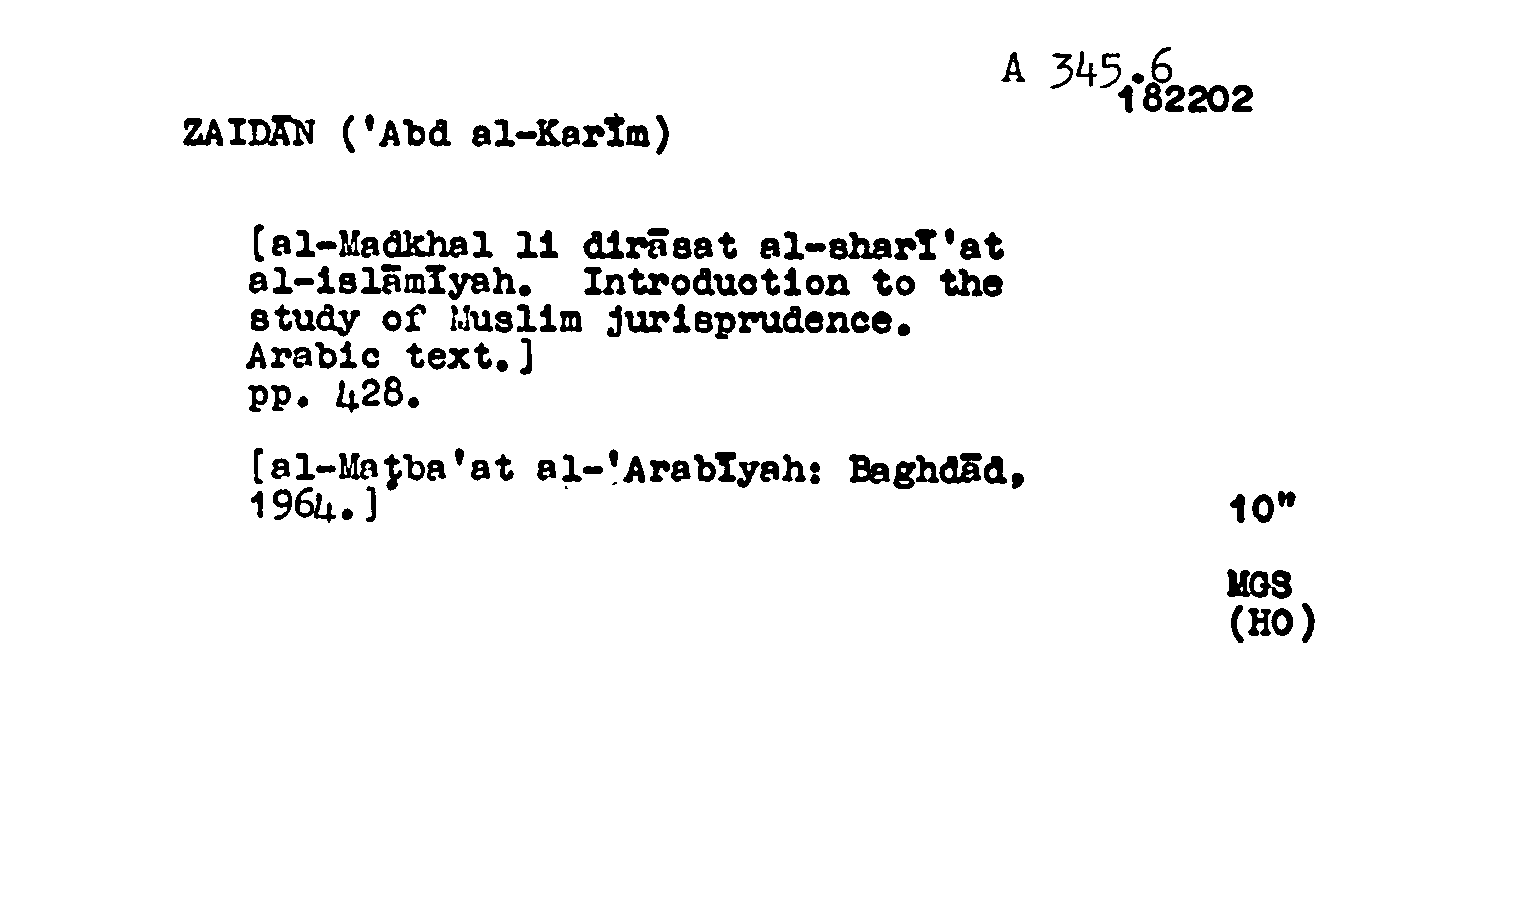 A 345.6
182202
ZAIDĀN ('Abd al-Karīm)
[al-Madkhal li dirāsat al-sharī'at
al-islāmīyah. Introduction to the
study of Muslim jurisprudence.
Arabic text.]
pp. 428.
[al-Maṭba'at al-'Arabīyah: Baghdād,
1964.]
10"
MGS
(HO)